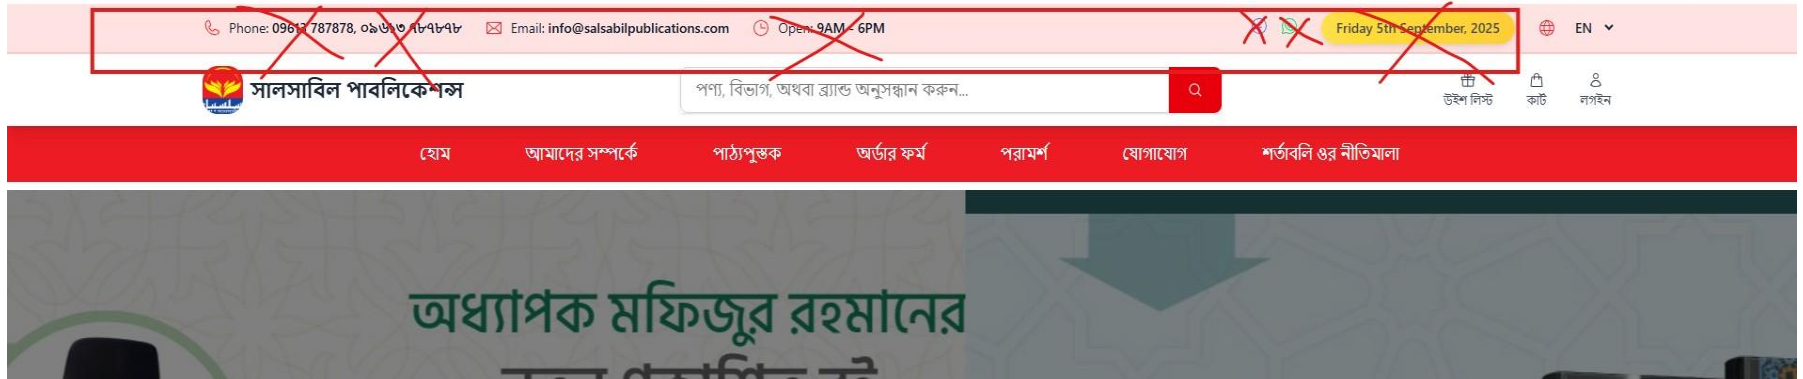 Phone: 09613 787878, ০৯৬১৩ ৭৮৭৮৭৮ Email: info@salsabilpublications.com Open: 9AM - 6PM Friday 5th September, 2025 EN
সালসাবিল পাবলিকেশন্স পণ্য, বিভাগ, অথবা ব্র্যান্ড অনুসন্ধান করুন... উইশ লিস্ট কার্ট লগইন
হোম আমাদের সম্পর্কে পাঠ্যপুস্তক অর্ডার ফর্ম পরামর্শ যোগাযোগ শর্তাবলি ওর নীতিমালা
অধ্যাপক মফিজুর রহমানের